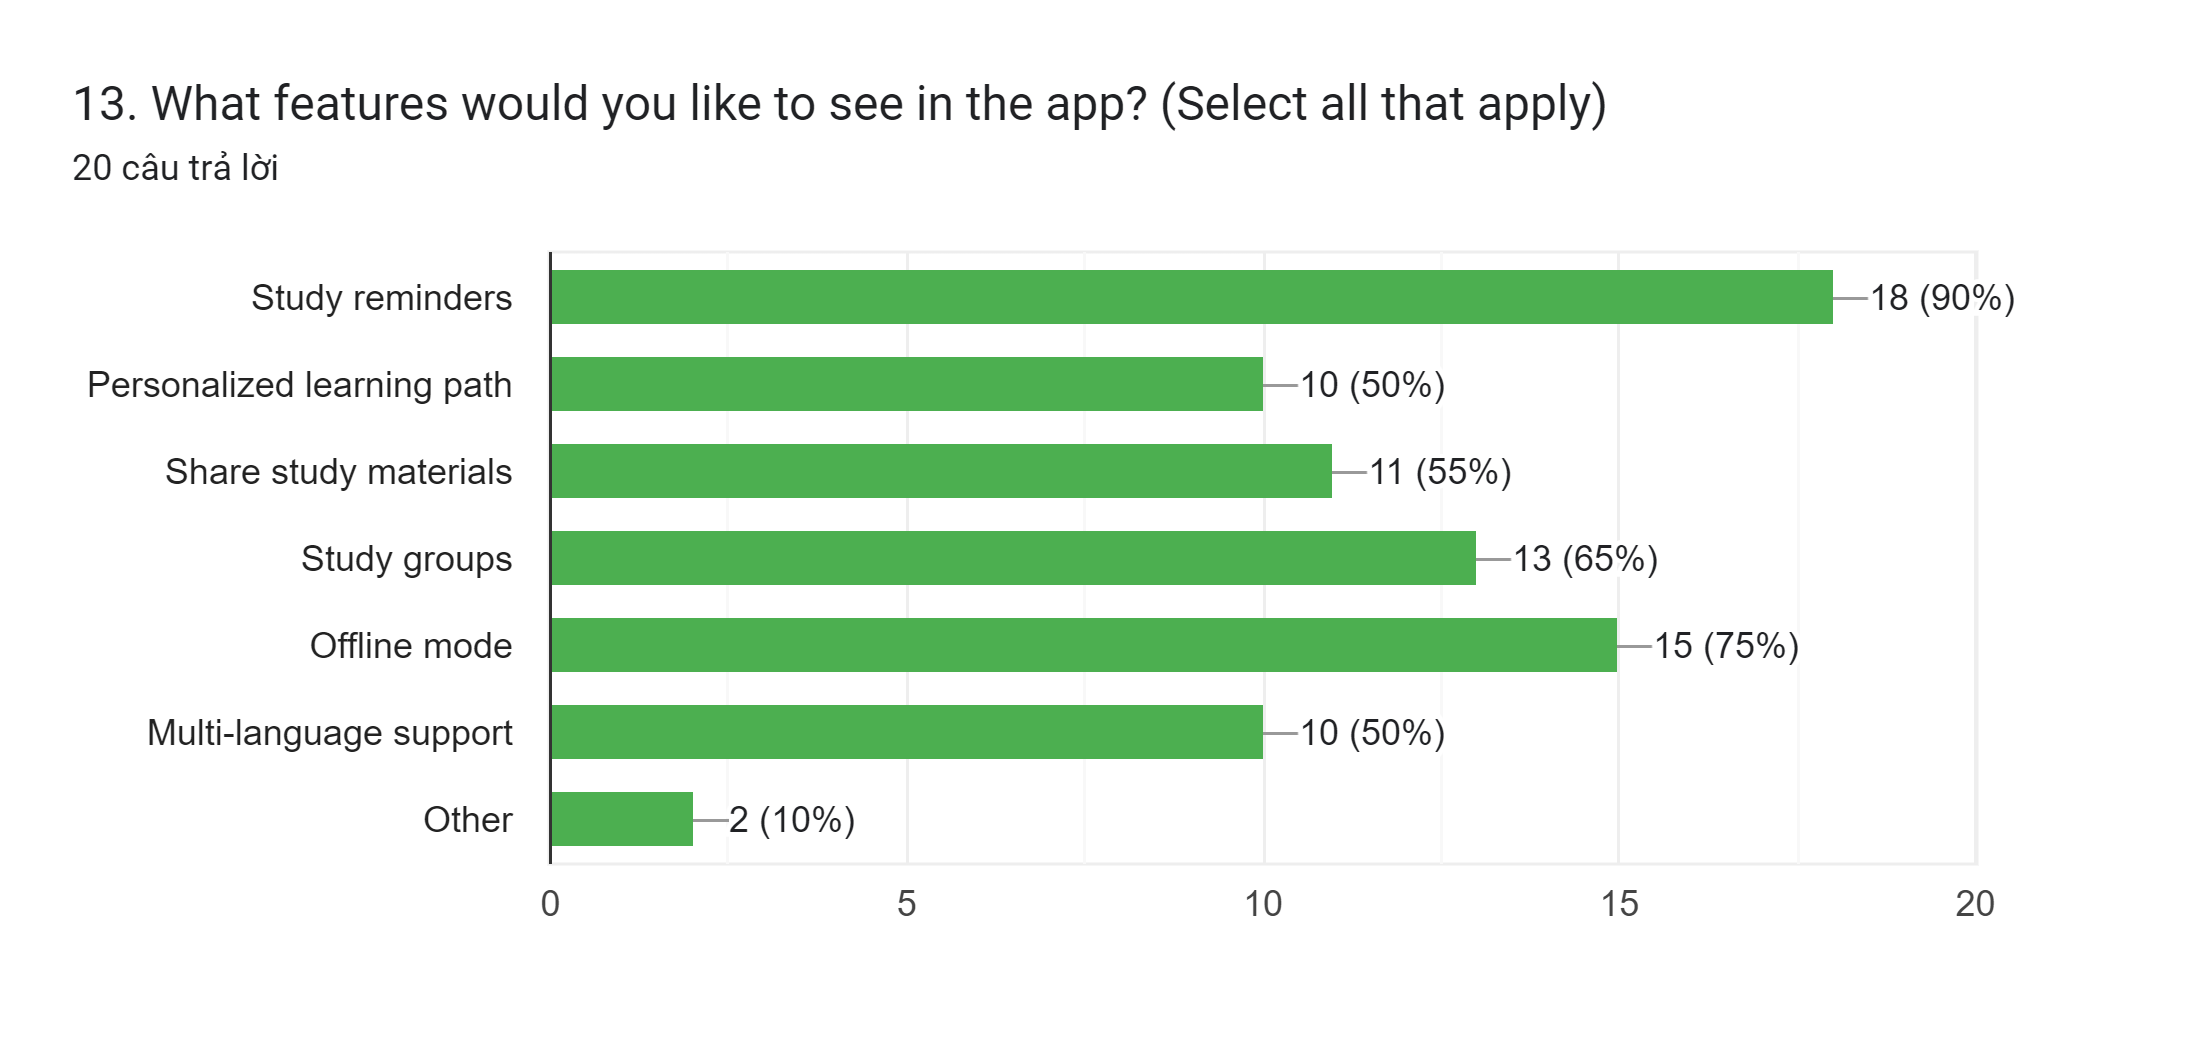 13. What features would you like to see in the app? (Select all that apply)
20 câu trả lời
Study reminders
18 (90%)
Personalized learning path
10 (50%)
Share study materials
11 (55%)
Study groups
13 (65%)
Offline mode
15 (75%)
Multi-language support
10 (50%)
Other
2 (10%)
0 5 10 15 20